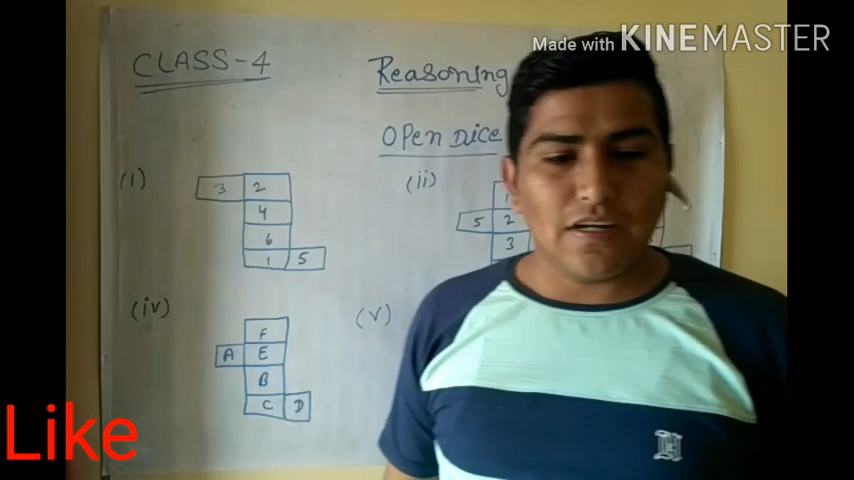 Made with KINEMASTER
CLASS-4
Reasoning
OPen Dice
(i)
3 2
4
6
1 5
(ii)
1
5 2
3
(iv)
F
A E
B
C D
(v)
Like
H